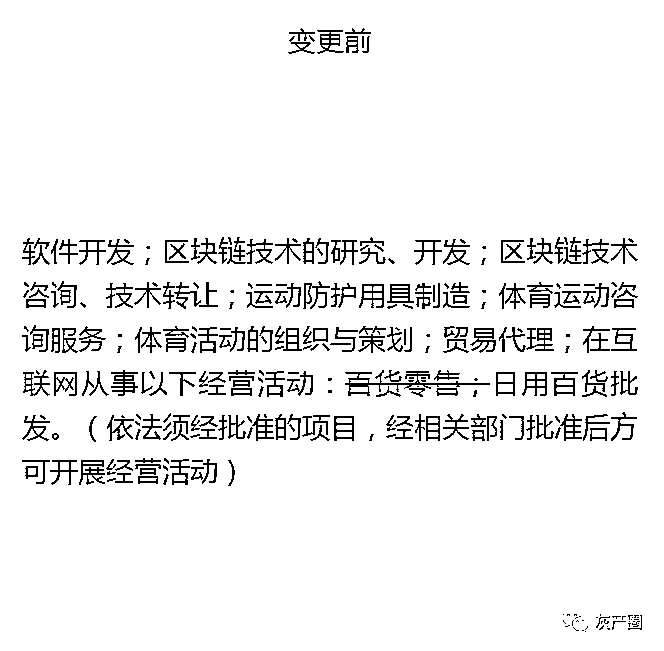 变更前
软件开发；区块链技术的研究、开发；区块链技术
咨询、技术转让；运动防护用具制造；体育运动咨
询服务；体育活动的组织与策划；贸易代理；在互
联网从事以下经营活动：百货零售；日用百货批
发。（依法须经批准的项目，经相关部门批准后方
可开展经营活动）
灰产圈